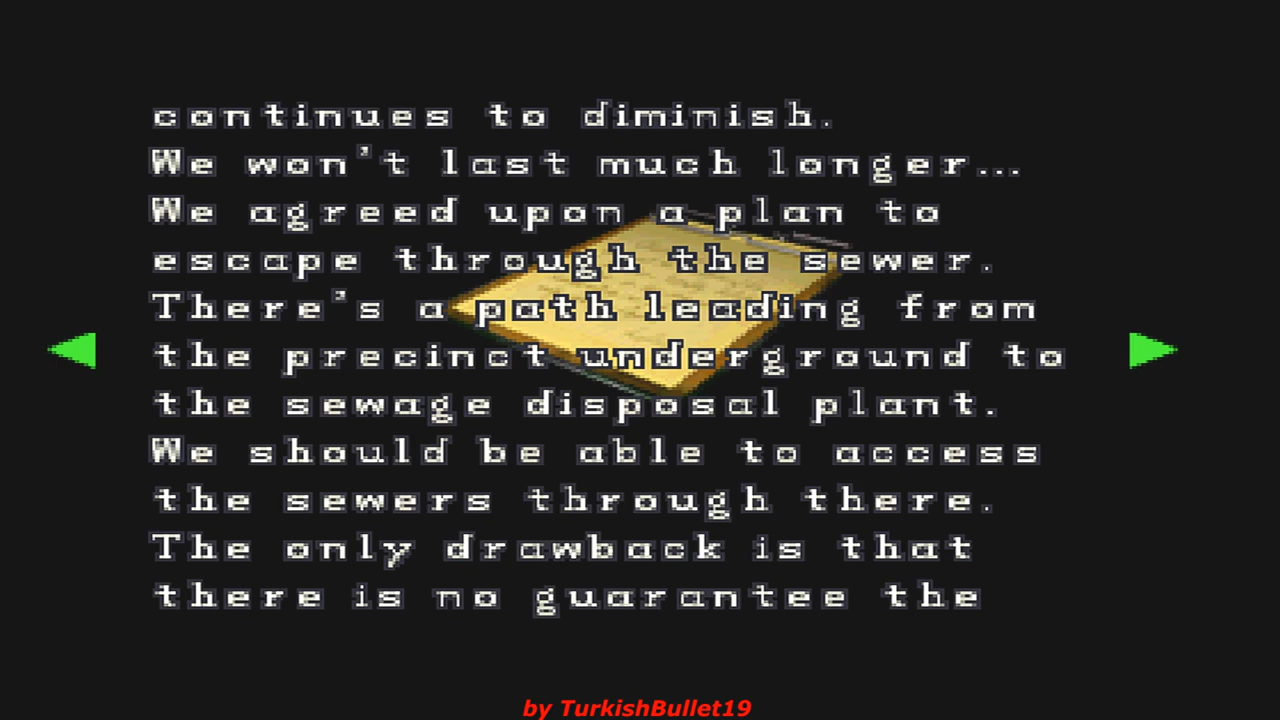 continues to diminish.
We won't last much longer...
We agreed upon a plan to
escape through the sewer.
There's a path leading from
the precinct underground to
the sewage disposal plant.
We should be able to access
the sewers through there.
The only drawback is that
there is no guarantee the
by TurkishBullet19